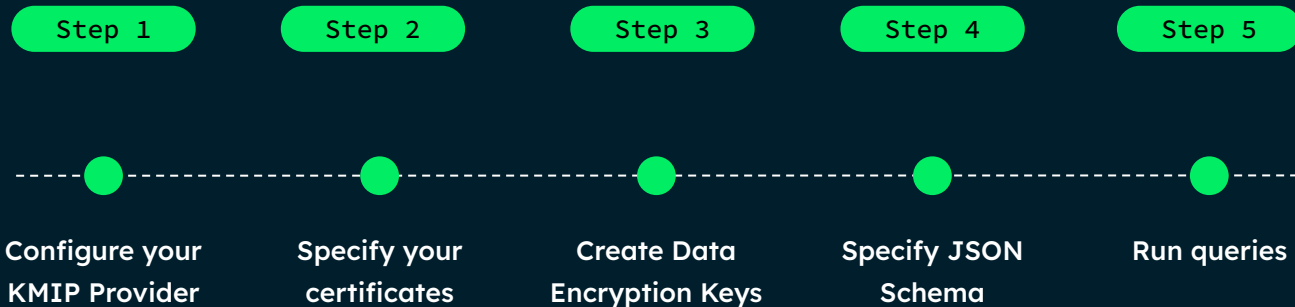 Step 1
Step 2
Step 3
Step 4
Step 5
Configure your
KMIP Provider
Specify your
certificates
Create Data
Encryption Keys
Specify JSON
Schema
Run queries